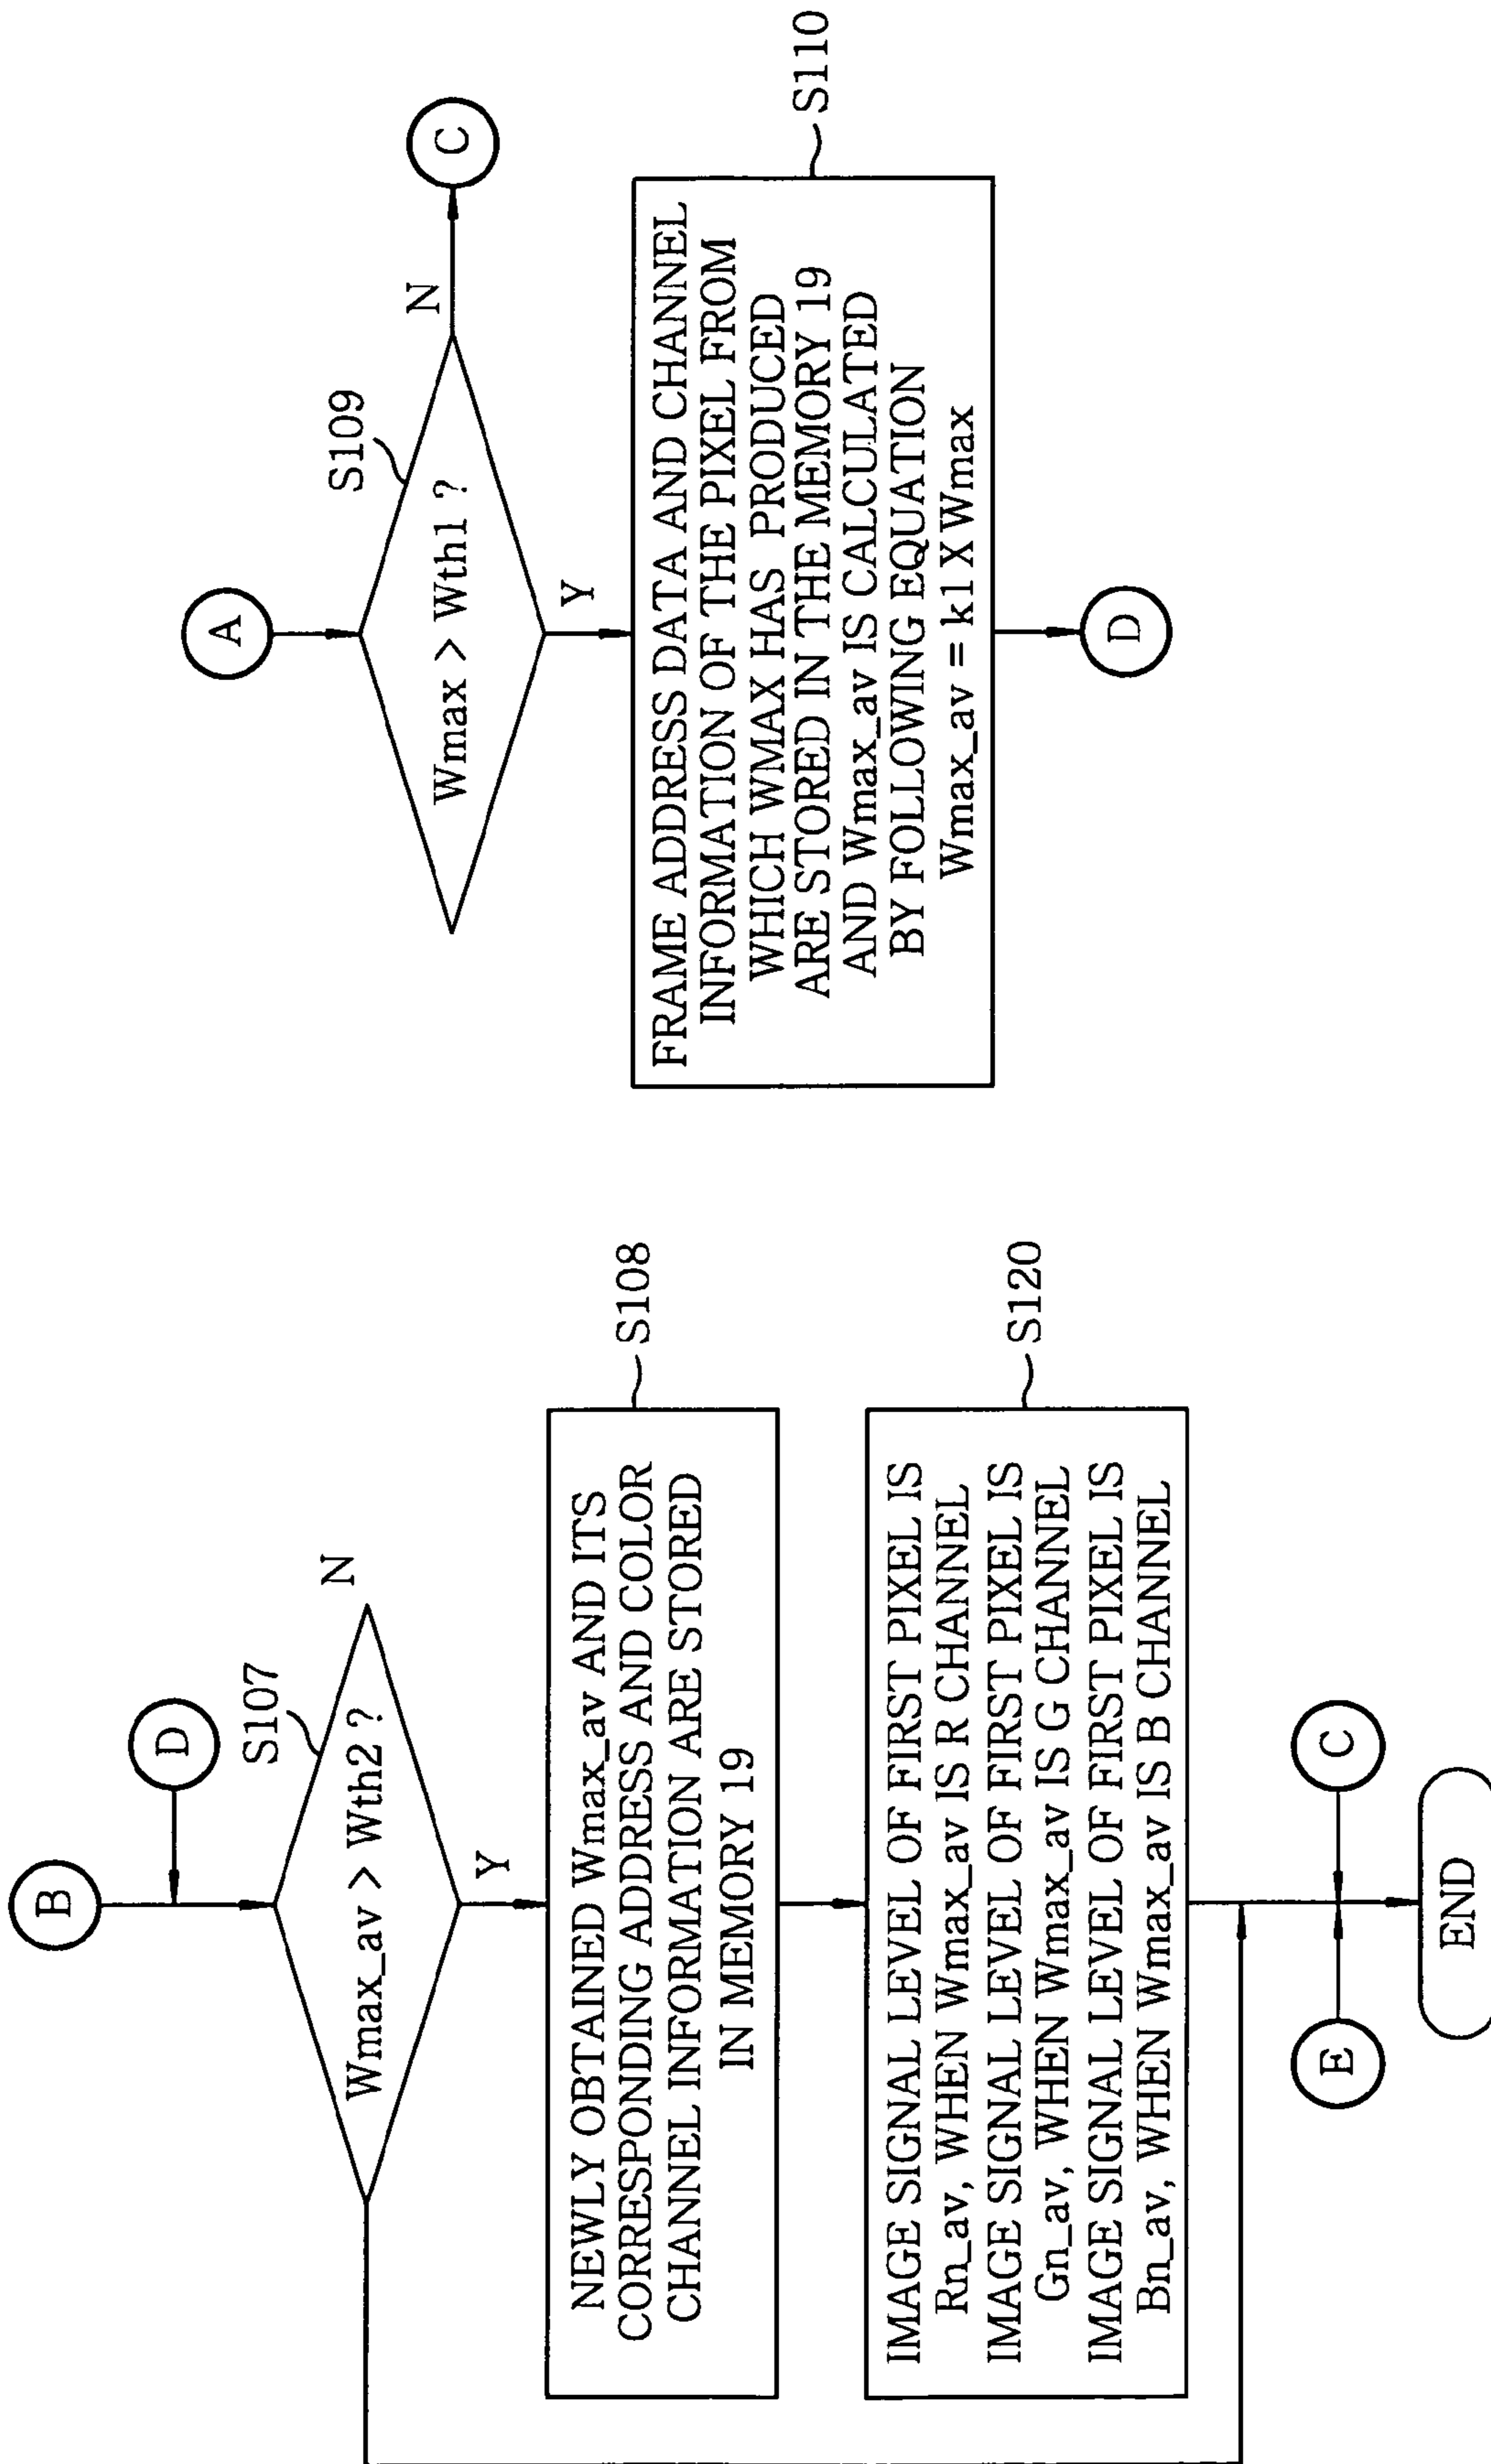 B
D
S107
Wmax_av > Wth2 ?
N
Y
S108
NEWLY OBTAINED Wmax_av AND ITS
CORRESPONDING ADDRESS AND COLOR
CHANNEL INFORMATION ARE STORED
IN MEMORY 19
S120
IMAGE SIGNAL LEVEL OF FIRST PIXEL IS
Rn_av, WHEN Wmax_av IS R CHANNEL
IMAGE SIGNAL LEVEL OF FIRST PIXEL IS
Gn_av, WHEN Wmax_av IS G CHANNEL
IMAGE SIGNAL LEVEL OF FIRST PIXEL IS
Bn_av, WHEN Wmax_av IS B CHANNEL
E
C
END
A
S109
Wmax > Wth1 ?
N
C
Y
S110
FRAME ADDRESS DATA AND CHANNEL
INFORMATION OF THE PIXEL FROM
WHICH WMAX HAS PRODUCED
ARE STORED IN THE MEMORY 19
AND Wmax_av IS CALCULATED
BY FOLLOWING EQUATION
Wmax_av = k1 X Wmax
D